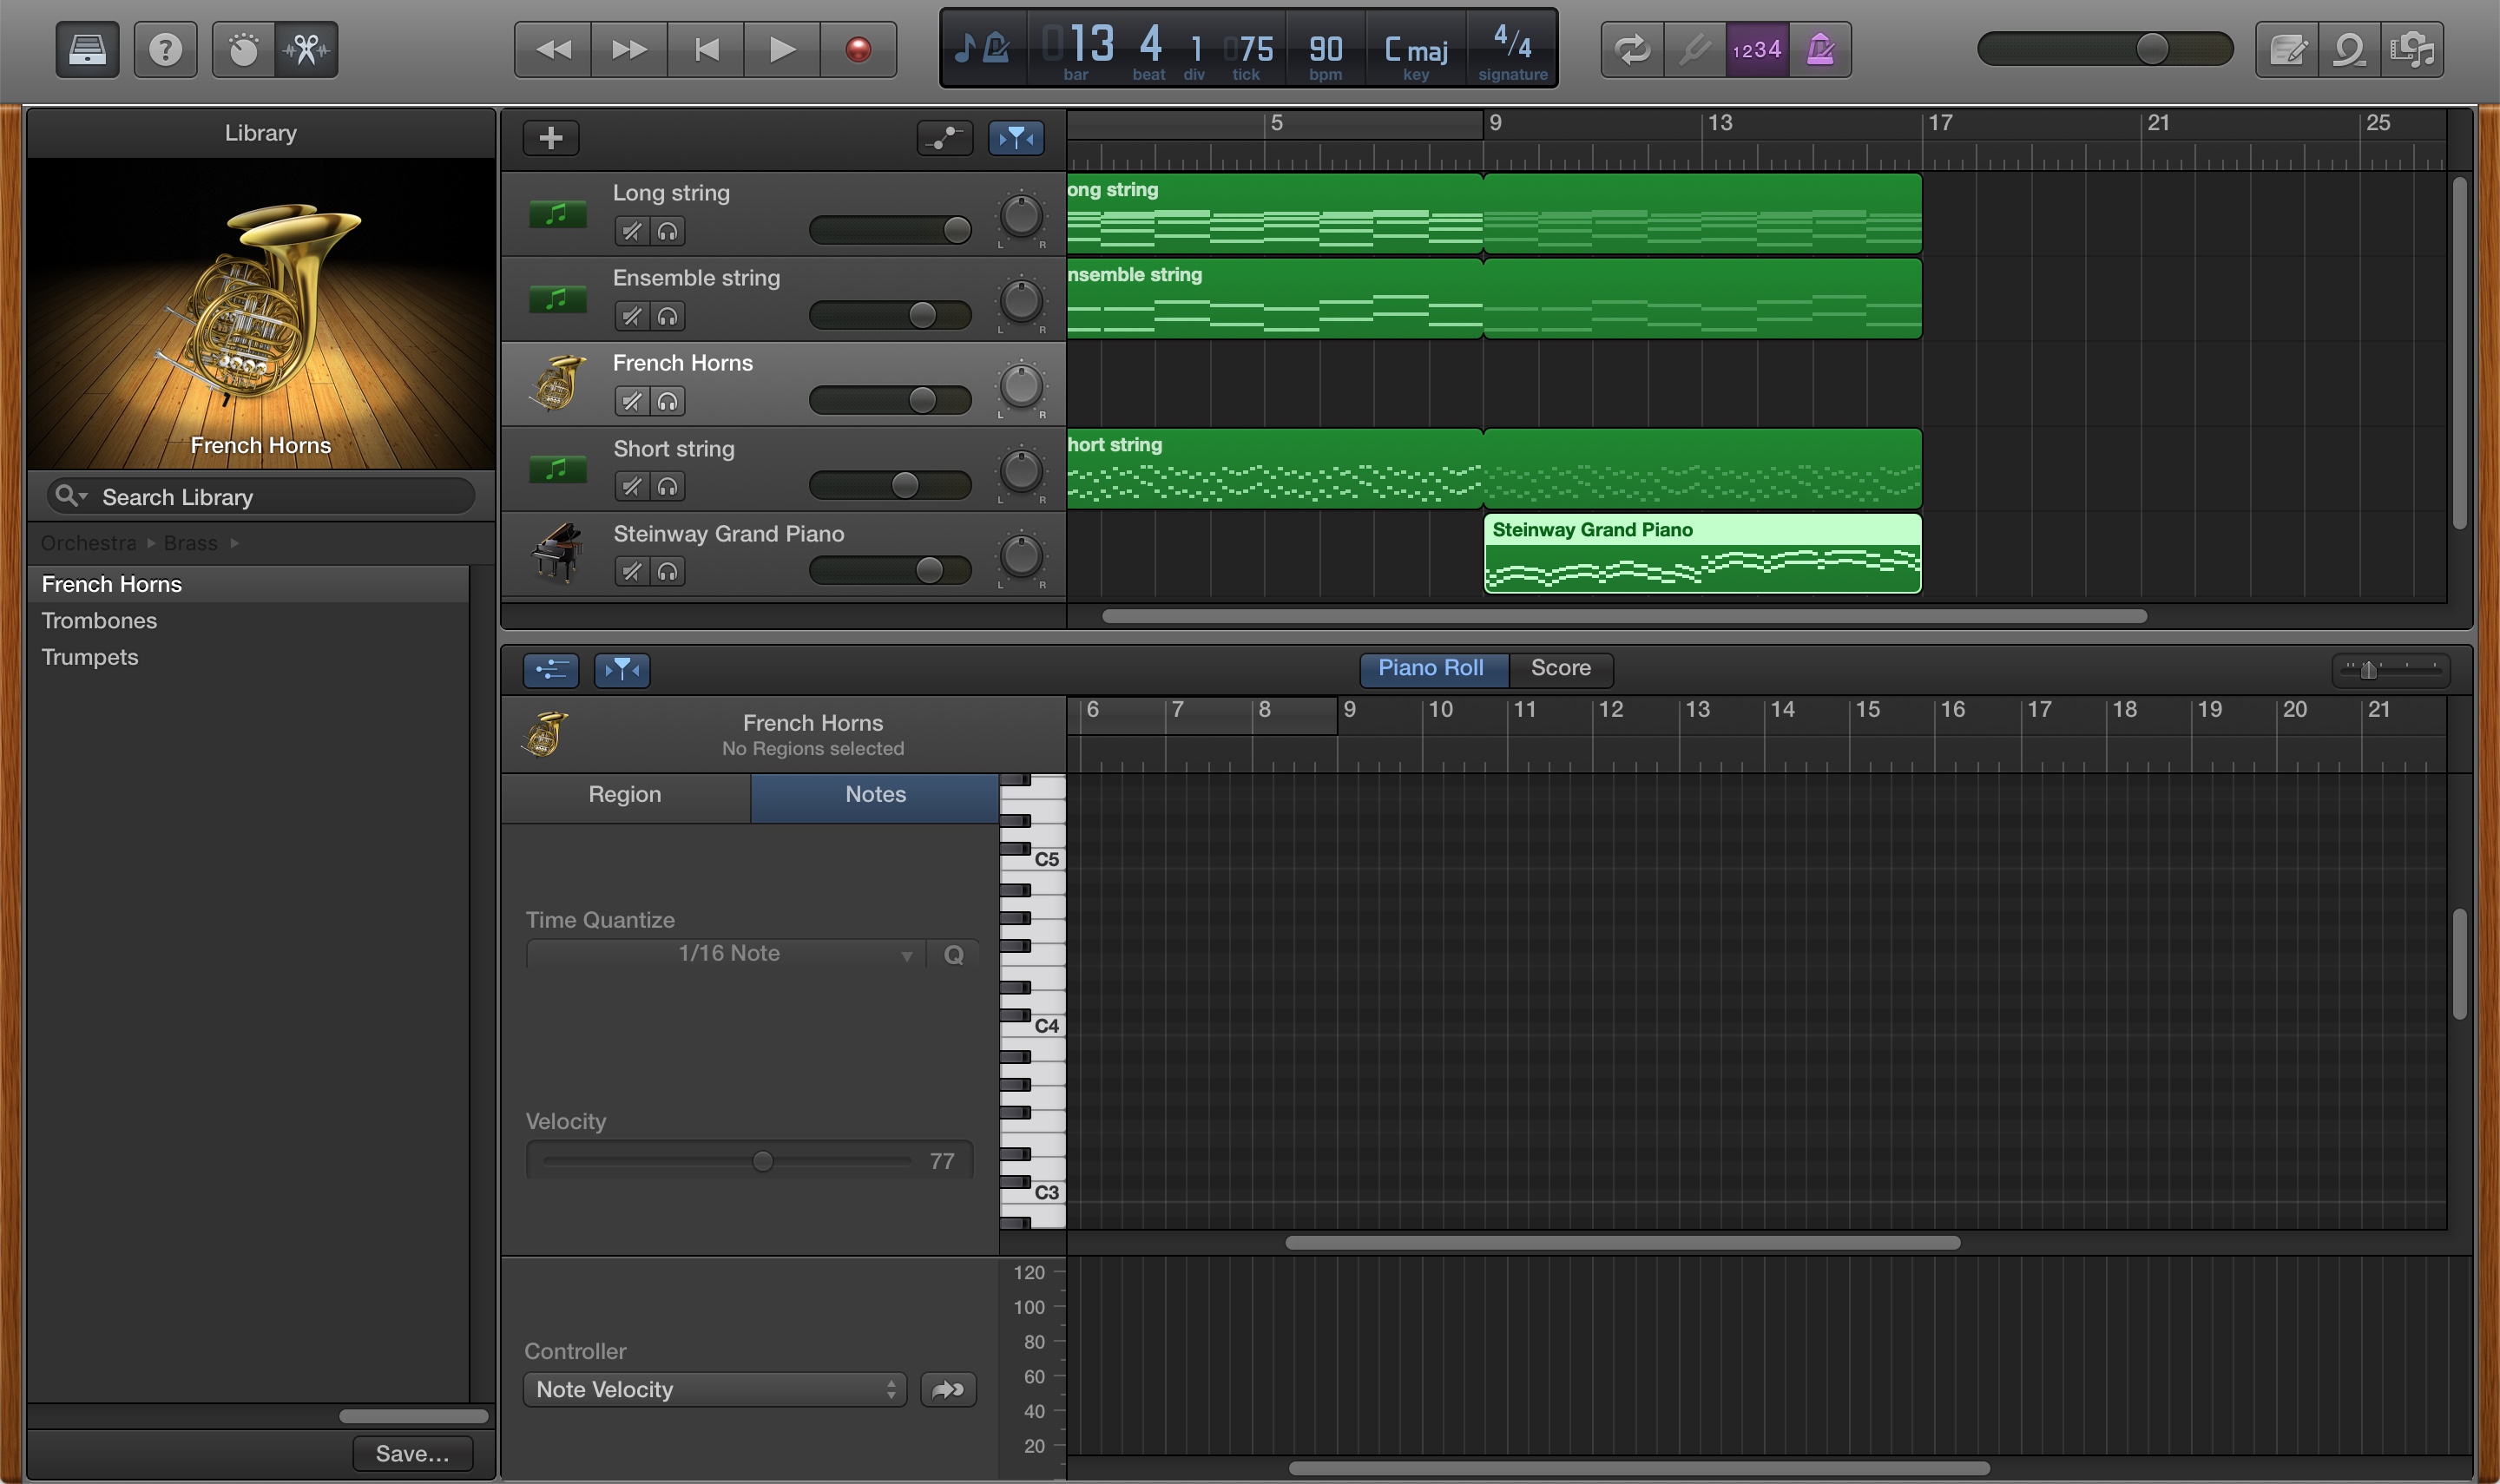 ?
13 4 1 075 90 C maj 4/4
bar beat div tick bpm key signature
1234
Library
French Horns
Search Library
Orchestra Brass
French Horns
Trombones
Trumpets
Save...
5 9 13 17 21 25
Long string
L R
ong string
Ensemble string
L R
nsemble string
French Horns
L R
Short string
L R
hort string
Steinway Grand Piano
L R
Steinway Grand Piano
Piano Roll Score
French Horns
No Regions selected
6 7 8 9 10 11 12 13 14 15 16 17 18 19 20 21
Region Notes
C5
Time Quantize
1/16 Note Q
C4
Velocity
77
C3
Controller
Note Velocity
120
100
80
60
40
20